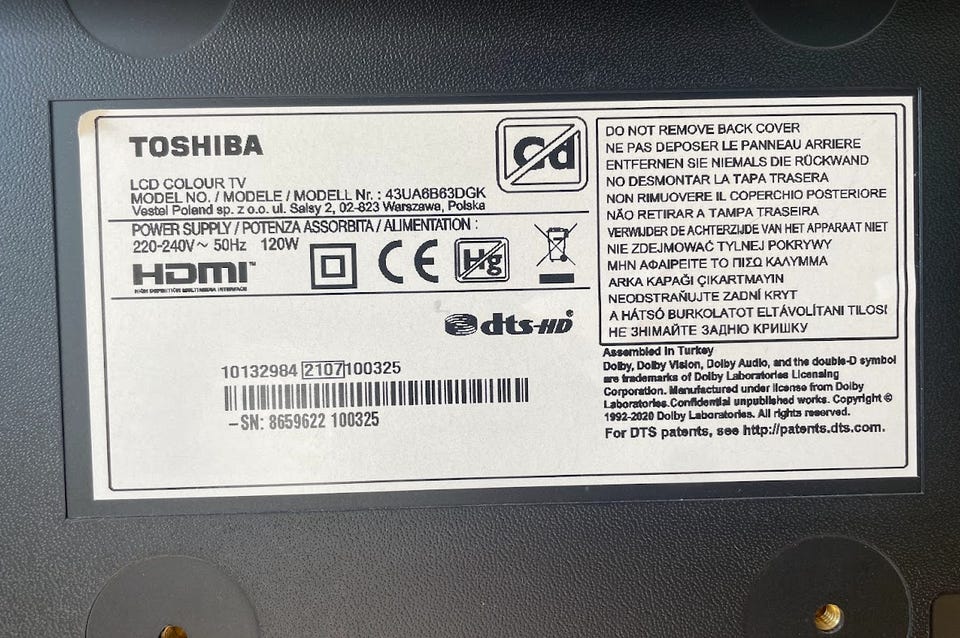 TOSHIBA
LCD COLOUR TV
MODEL NO. / MODELE / MODELL Nr. : 43UA6B63DGK
Vestel Poland sp. z o.o. ul. Salsy 2, 02-823 Warszawa, Polska
POWER SUPPLY / POTENZA ASSORBITA / ALIMENTATION :
220-240V~ 50Hz 120W
HDMI™
HIGH DEFINITION MULTIMEDIA INTERFACE
CE
Hg
Cd
dts-HD®
10132984 2107 100325
-SN: 8659622 100325
DO NOT REMOVE BACK COVER
NE PAS DEPOSER LE PANNEAU ARRIERE
ENTFERNEN SIE NIEMALS DIE RÜCKWAND
NO DESMONTAR LA TAPA TRASERA
NON RIMUOVERE IL COPERCHIO POSTERIORE
NÃO RETIRAR A TAMPA TRASEIRA
VERWIJDER DE ACHTERZIJDE VAN HET APPARAAT NIET
NIE ZDEJMOWAĆ TYLNEJ POKRYWY
ΜΗΝ ΑΦΑΙΡΕΙΤΕ ΤΟ ΠΙΣΩ ΚΑΛΥΜΜΑ
ARKA KAPAĞI ÇIKARTMAYIN
NEODSTRAŇUJTE ZADNÍ KRYT
A HÁTSÓ BURKOLATOT ELTÁVOLÍTANI TILOS!
НЕ ЗНІМАЙТЕ ЗАДНЮ КРИШКУ
Assembled in Turkey
Dolby, Dolby Vision, Dolby Audio, and the double-D symbol
are trademarks of Dolby Laboratories Licensing
Corporation. Manufactured under license from Dolby
Laboratories.Confidential unpublished works. Copyright ©
1992-2020 Dolby Laboratories. All rights reserved.
For DTS patents, see http://patents.dts.com.